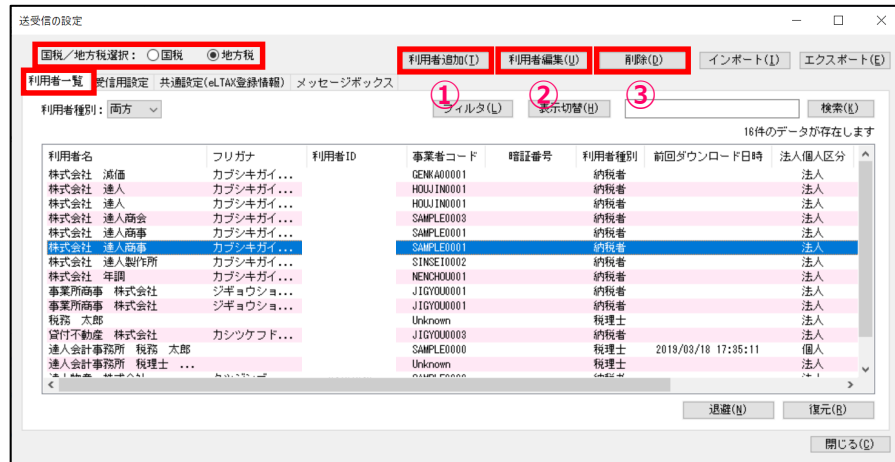 送受信の設定
国税/地方税選択： 国税 地方税
利用者追加(I) 利用者編集(U) 削除(D) インポート(I) エクスポート(E)
利用者一覧 受信用設定 共通設定(eLTAX登録情報) メッセージボックス
① ② ③
利用者種別： 両方 フィルタ(L) 表示切替(H) 検索(K)
16件のデータが存在します
利用者名 フリガナ 利用者ID 事業者コード 暗証番号 利用者種別 前回ダウンロード日時 法人個人区分
株式会社 減価 カブシキガイ... GENKA00001 納税者 法人
株式会社 達人 カブシキガイ... HOUJIN0001 納税者 法人
株式会社 達人 カブシキガイ... HOUJIN0001 納税者 法人
株式会社 達人商会 カブシキガイ... SAMPLE0003 納税者 法人
株式会社 達人商事 カブシキガイ... SAMPLE0001 納税者 法人
株式会社 達人商事 カブシキガイ... SAMPLE0001 納税者 法人
株式会社 達人製作所 カブシキガイ... SINSEI0002 納税者 法人
株式会社 年調 カブシキガイ... NENCHOU001 納税者 法人
事業所商事 株式会社 ジギョウショ... JIGYOU0001 納税者 法人
事業所商事 株式会社 ジギョウショ... JIGYOU0001 納税者 法人
税務 太郎 Unknown 税理士 法人
貸付不動産 株式会社 カシツケフド... JIGYOU0003 納税者 法人
達人会計事務所 税務 太郎 SAMPLE0000 税理士 2019/03/18 17:35:11 個人
達人会計事務所 税理士 ... Unknown 税理士 法人
退避(N) 復元(R)
閉じる(C)